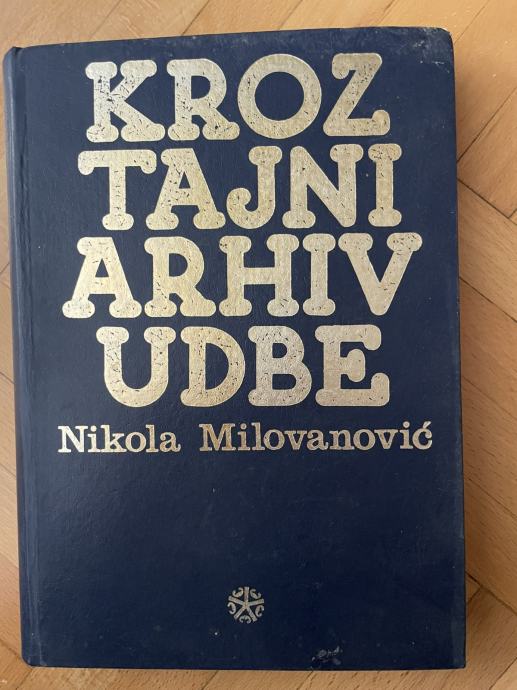 KROZ
TAJNI
ARHIV
UDBE
Nikola Milovanović